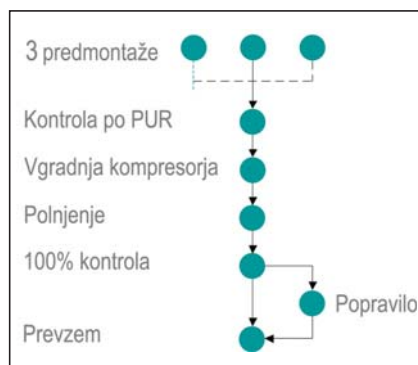 3 predmontaže
Kontrola po PUR
Vgradnja kompresorja
Polnjenje
100% kontrola
Popravilo
Prevzem